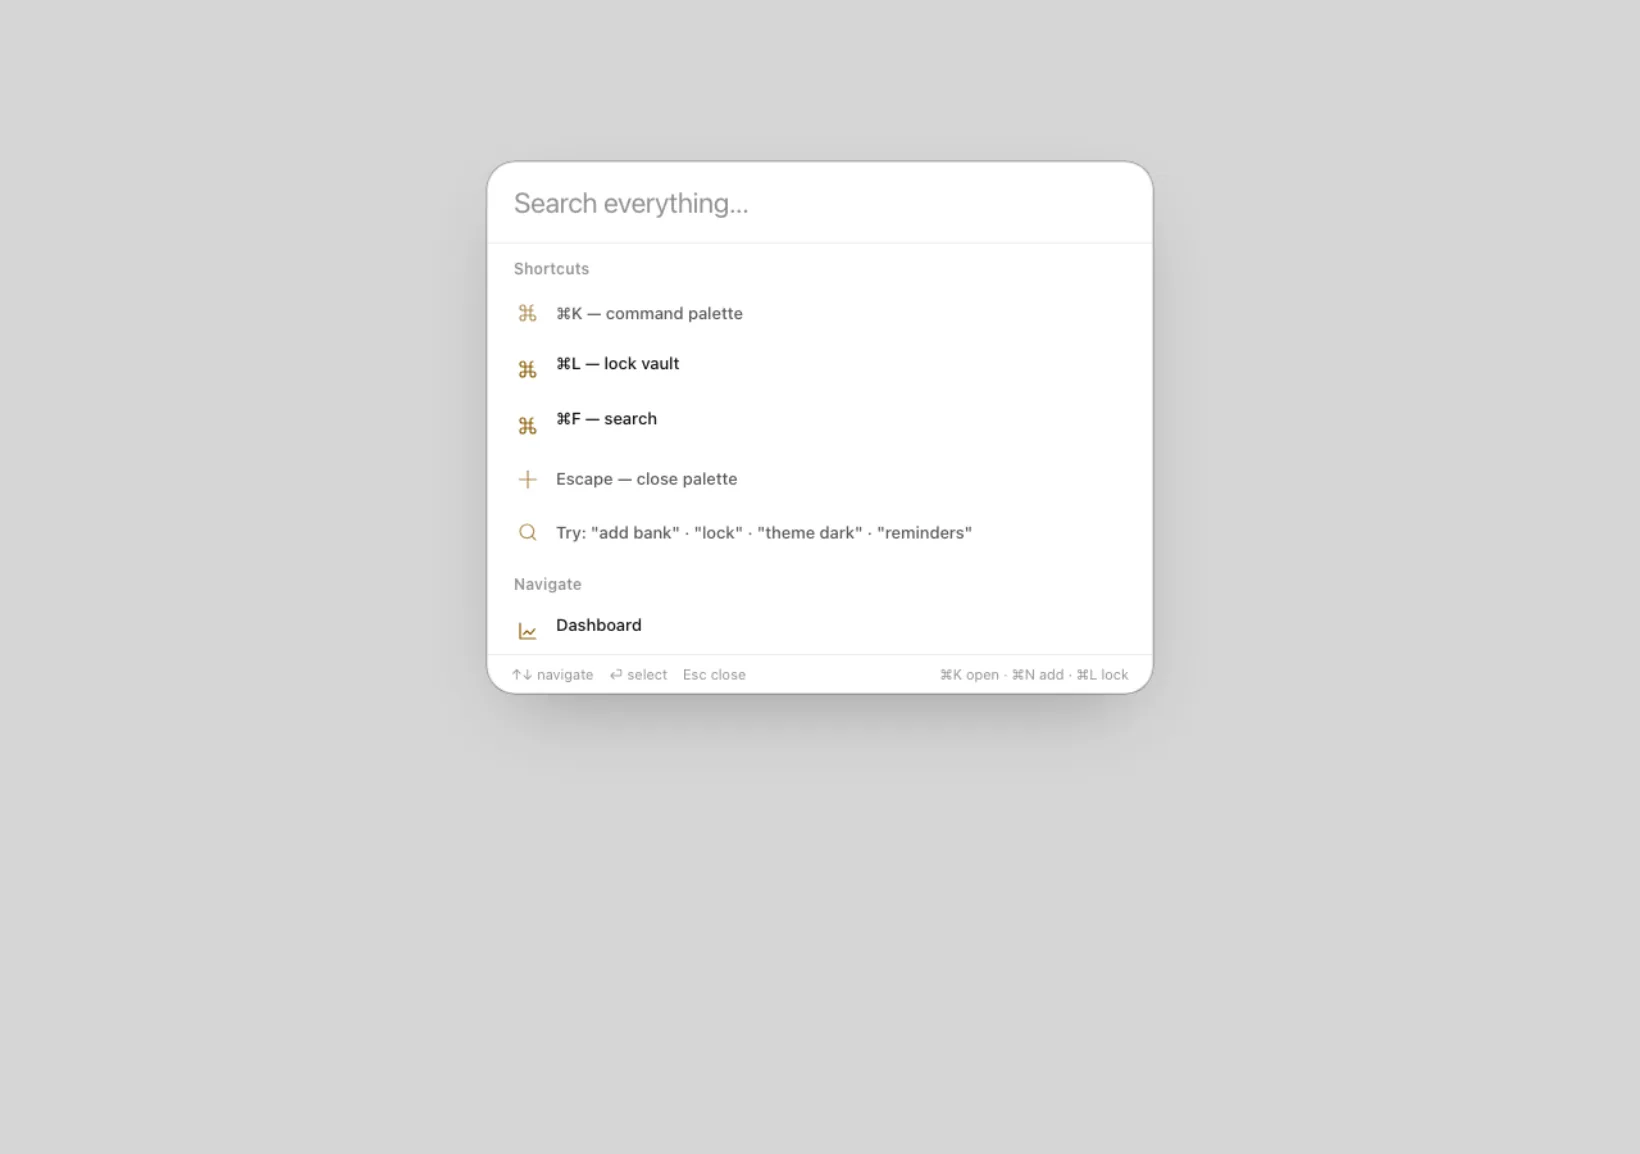 Search everything...
Shortcuts
⌘K — command palette
⌘L — lock vault
⌘F — search
Escape — close palette
Try: "add bank" · "lock" · "theme dark" · "reminders"
Navigate
Dashboard
↑↓ navigate ⏎ select Esc close ⌘K open · ⌘N add · ⌘L lock